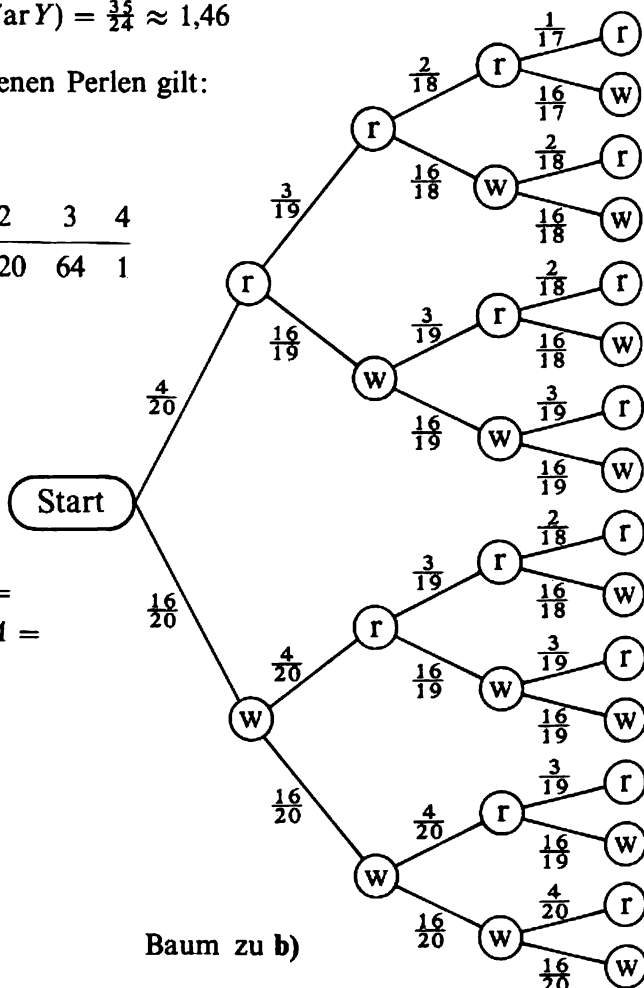 ar Y) = 35/24 ≈ 1,46
enen Perlen gilt:
2 3 4
20 64 1
=
=
Start
4/20
16/20
r
w
3/19
16/19
4/20
16/20
r
w
r
w
2/18
16/18
3/19
16/19
3/19
16/19
4/20
16/20
r
w
r
w
r
w
r
w
1/17
16/17
2/18
16/18
2/18
16/18
3/19
16/19
2/18
16/18
3/19
16/19
3/19
16/19
4/20
16/20
r
w
r
w
r
w
r
w
r
w
r
w
r
w
r
w
Baum zu b)